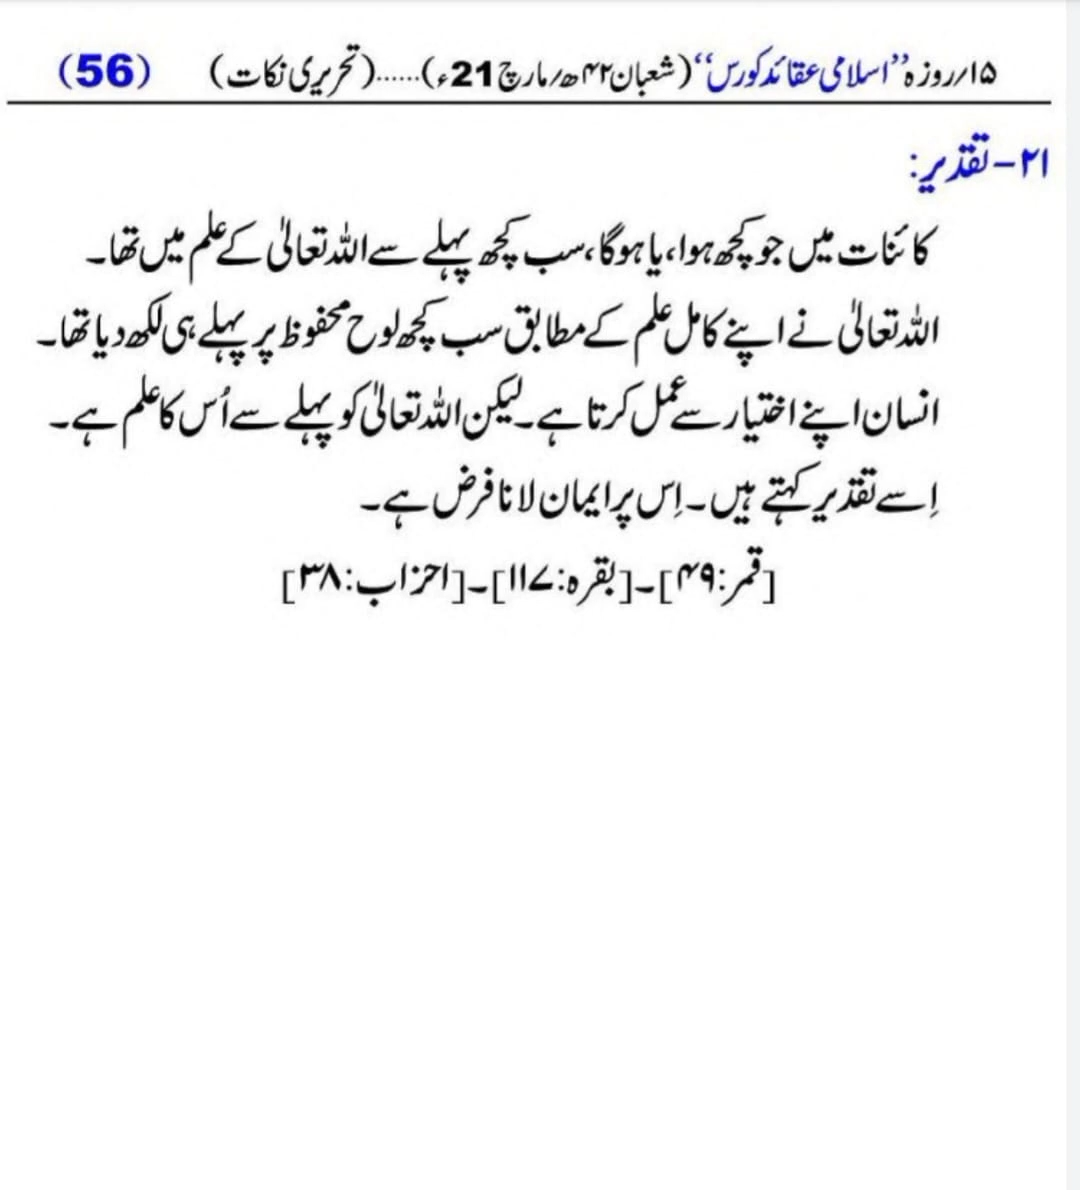 ۱۵/روزہ ’’اسلامی عقائد کورس‘‘ (شعبان ۴۲ھ/مارچ 21ء)......(تحریری نکات) (56)
۲۱-تقدیر:
کائنات میں جو کچھ ہوا، یا ہوگا، سب کچھ پہلے سے اللہ تعالیٰ کے علم میں تھا۔
اللہ تعالیٰ نے اپنے کامل علم کے مطابق سب کچھ لوح محفوظ پر پہلے ہی لکھ دیا تھا۔
انسان اپنے اختیار سے عمل کرتا ہے۔ لیکن اللہ تعالیٰ کو پہلے سے اُس کا علم ہے۔
اِسے تقدیر کہتے ہیں۔ اِس پر ایمان لانا فرض ہے۔
[قمر:۴۹]۔[بقرہ:۱۱۷]۔[احزاب:۳۸]